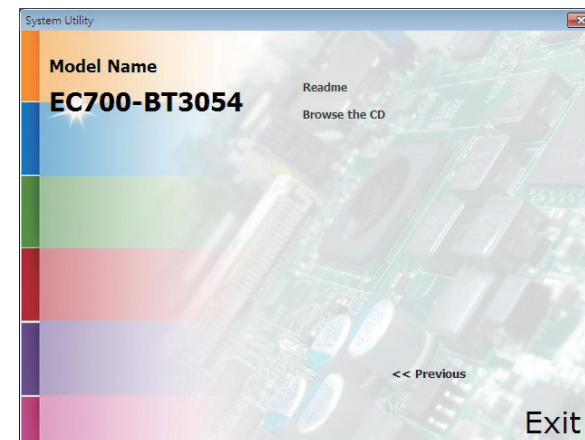 System Utility
Model Name
EC700-BT3054
Readme
Browse the CD
<< Previous
Exit